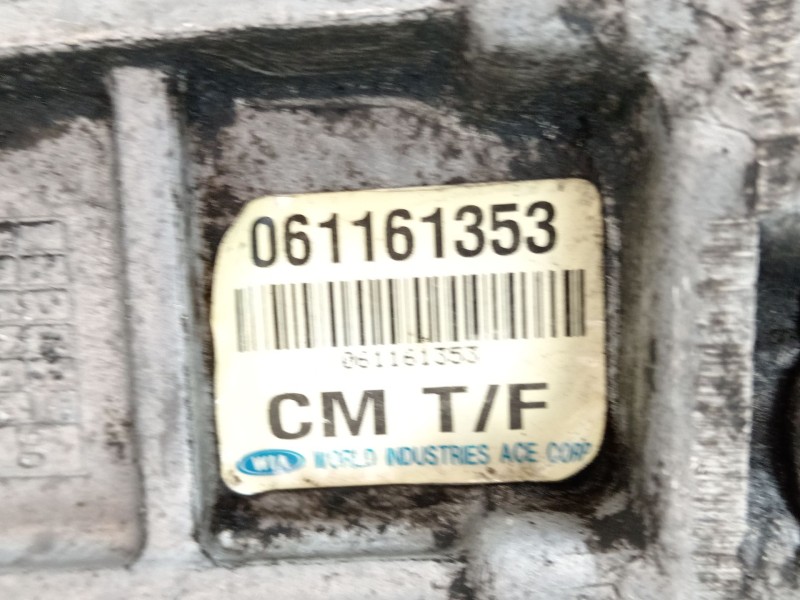 061161353
061161353
CM T/F
WIA WORLD INDUSTRIES ACE CORP